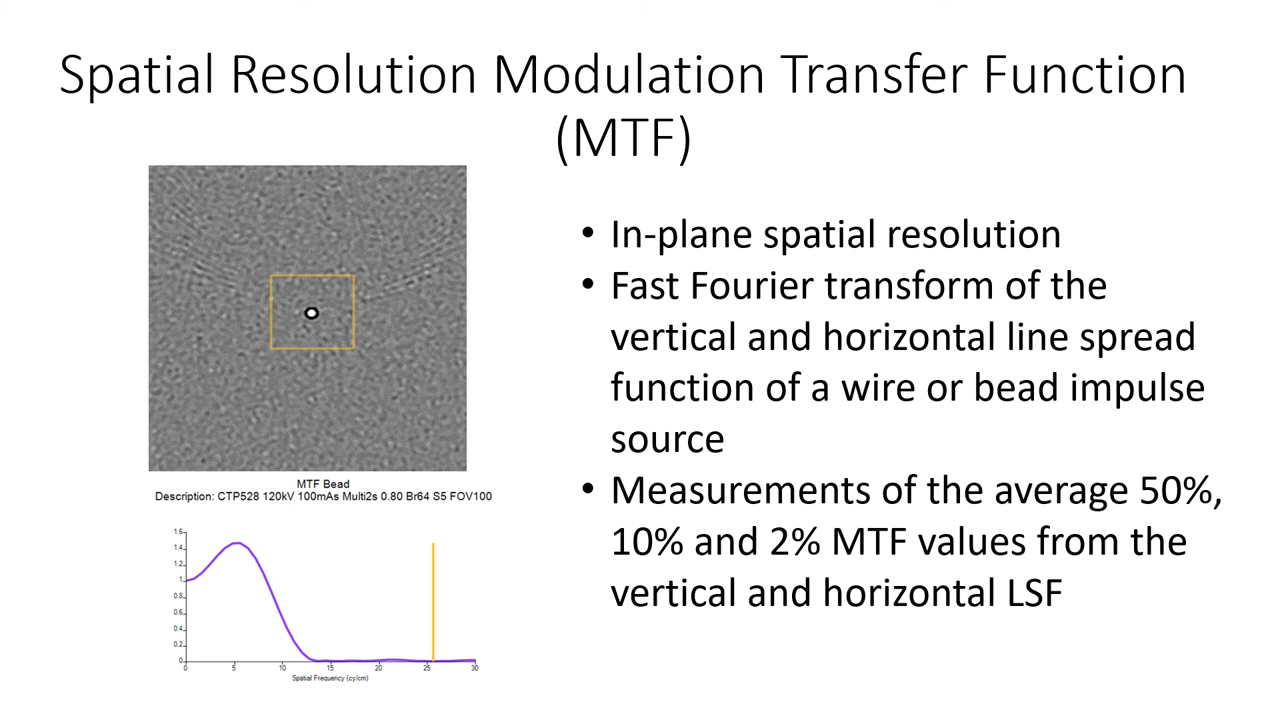 Spatial Resolution Modulation Transfer Function
(MTF)
MTF Bead
Description: CTP528 120kV 100mAs Multi2s 0.80 Br64 S5 FOV100
1.6
1.4
1.2
1
0.8
0.6
0.4
0.2
0
0 5 10 15 20 25 30
Spatial Frequency (cy/cm)
• In-plane spatial resolution
• Fast Fourier transform of the
vertical and horizontal line spread
function of a wire or bead impulse
source
• Measurements of the average 50%,
10% and 2% MTF values from the
vertical and horizontal LSF